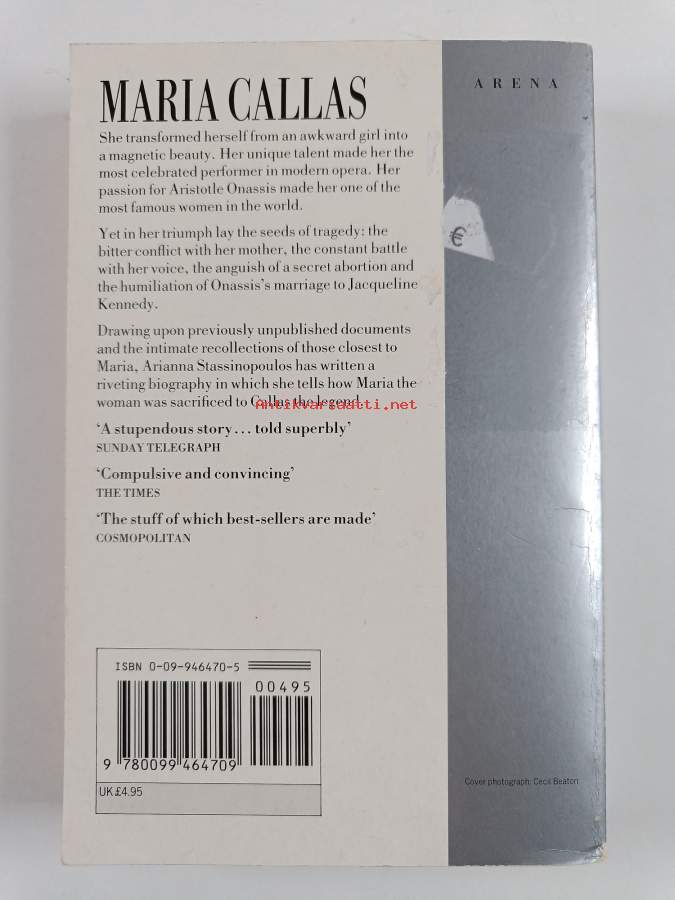 MARIA CALLAS
ARENA
She transformed herself from an awkward girl into
a magnetic beauty. Her unique talent made her the
most celebrated performer in modern opera. Her
passion for Aristotle Onassis made her one of the
most famous women in the world.
Yet in her triumph lay the seeds of tragedy: the
bitter conflict with her mother, the constant battle
with her voice, the anguish of a secret abortion and
the humiliation of Onassis's marriage to Jacqueline
Kennedy.
€
Drawing upon previously unpublished documents
and the intimate recollections of those closest to
Maria, Arianna Stassinopoulos has written a
riveting biography in which she tells how Maria the
woman was sacrificed to Callas the legend.
Antikvariaatti.net
‘A stupendous story... told superbly’
SUNDAY TELEGRAPH
‘Compulsive and convincing’
THE TIMES
‘The stuff of which best-sellers are made’
COSMOPOLITAN
ISBN 0-09-946470-5
00495
9 780099 464709
UK £4.95
Cover photograph: Cecil Beaton